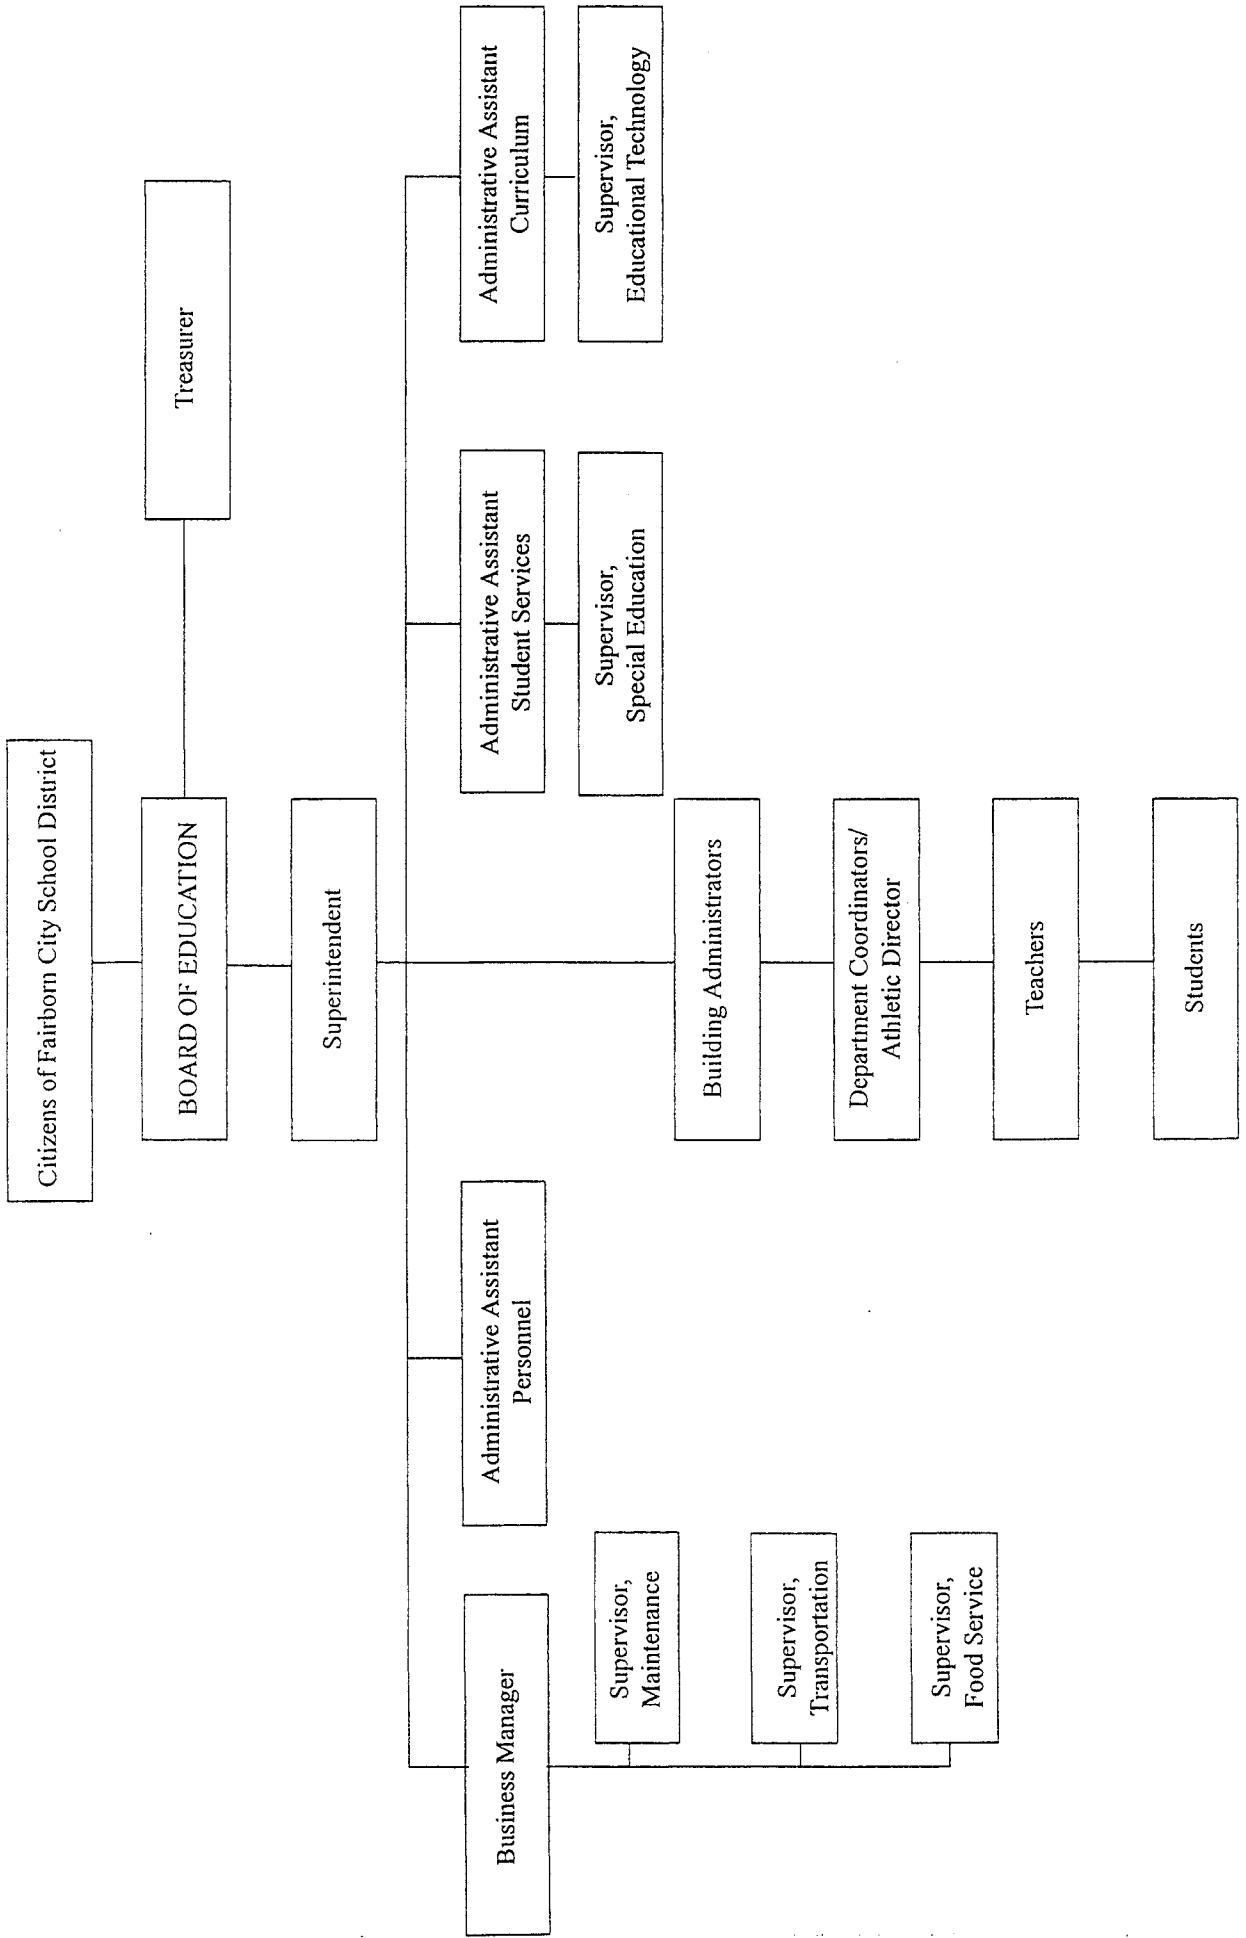 Citizens of Fairborn City School District
BOARD OF EDUCATION
Treasurer
Superintendent
Business Manager
Supervisor,
Maintenance
Supervisor,
Transportation
Supervisor,
Food Service
Administrative Assistant
Personnel
Building Administrators
Department Coordinators/
Athletic Director
Teachers
Students
Administrative Assistant
Student Services
Supervisor,
Special Education
Administrative Assistant
Curriculum
Supervisor,
Educational Technology